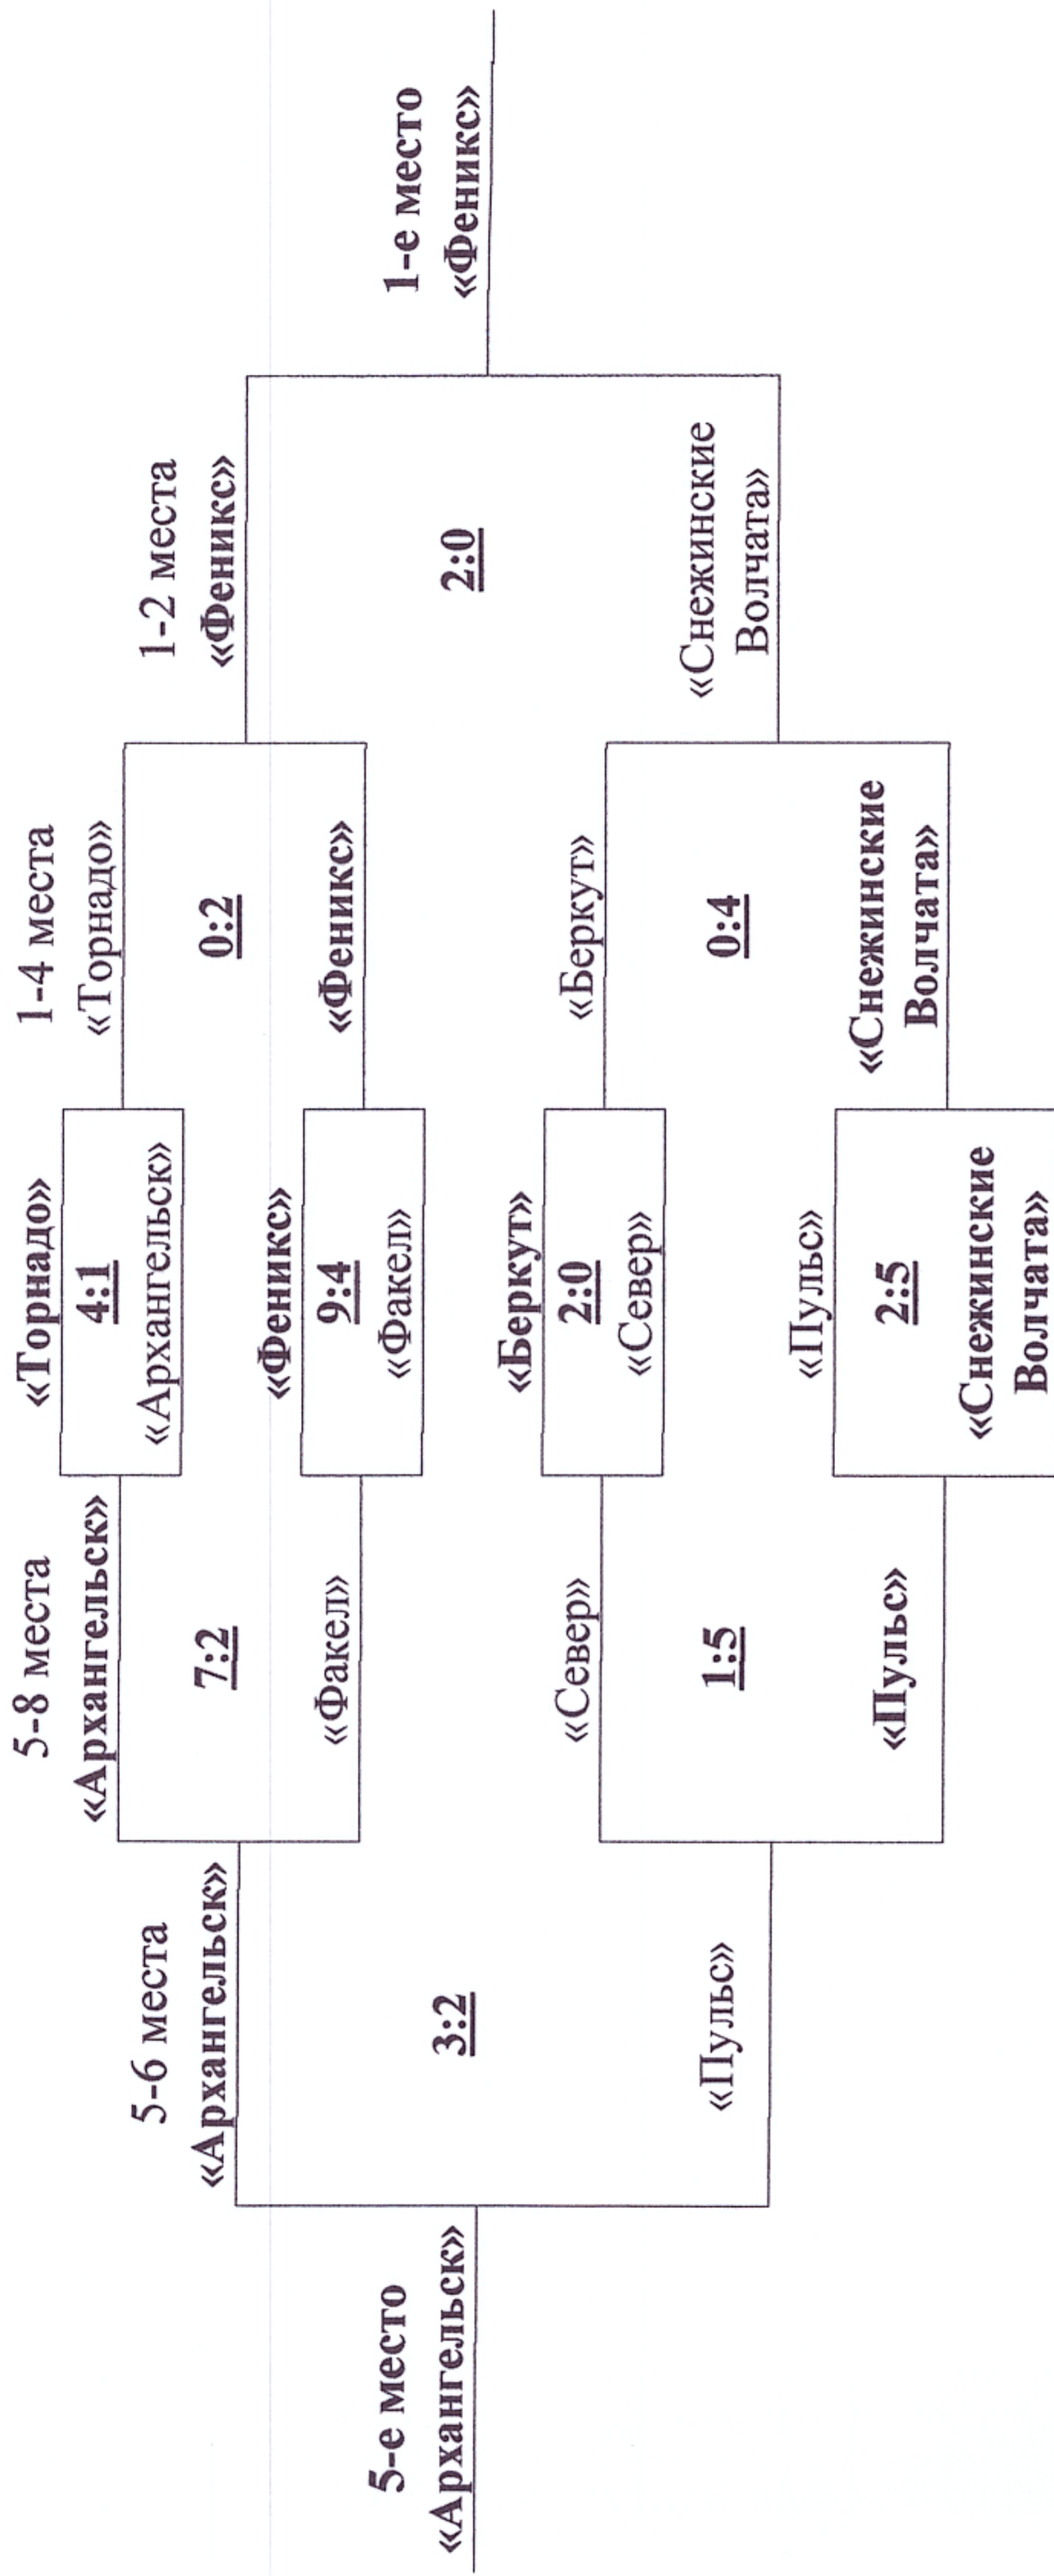 5-е место
«Архангельск»
5-6 места
«Архангельск»
3:2
«Пульс»
5-8 места
«Архангельск»
7:2
«Факел»
«Север»
1:5
«Пульс»
«Торнадо»
4:1
«Архангельск»
«Феникс»
9:4
«Факел»
«Беркут»
2:0
«Север»
«Пульс»
2:5
«Снежинские
Волчата»
1-4 места
«Торнадо»
0:2
«Феникс»
«Беркут»
0:4
«Снежинские
Волчата»
1-2 места
«Феникс»
2:0
«Снежинские
Волчата»
1-е место
«Феникс»